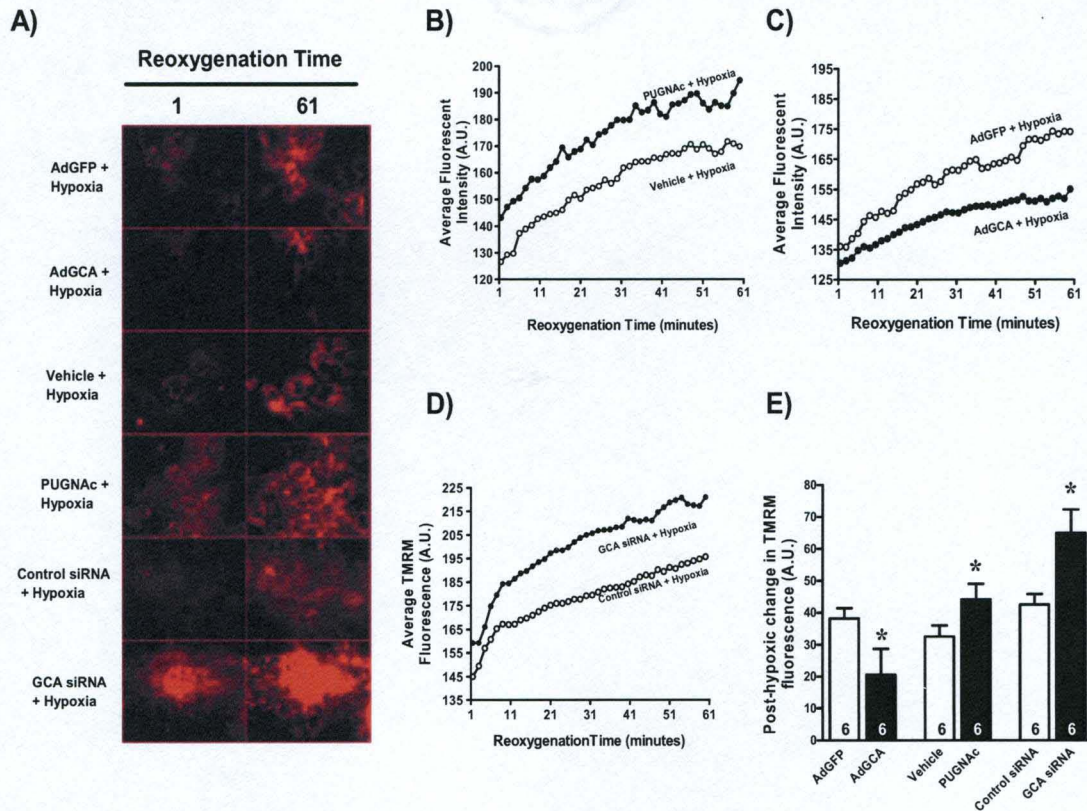 A)
Reoxygenation Time
1 61
AdGFP +
Hypoxia
AdGCA +
Hypoxia
Vehicle +
Hypoxia
PUGNAc +
Hypoxia
Control siRNA
+ Hypoxia
GCA siRNA
+ Hypoxia
B)
Average Fluorescent
Intensity (A.U.)
200
190
180
170
160
150
140
130
120
PUGNAc + Hypoxia
Vehicle + Hypoxia
1 11 21 31 41 51 61
Reoxygenation Time (minutes)
C)
Average Fluorescent
Intensity (A.U.)
195
185
175
165
155
145
135
125
AdGFP + Hypoxia
AdGCA + Hypoxia
1 11 21 31 41 51 61
Reoxygenation Time (minutes)
D)
Average TMRM
Fluorescence (A.U.)
225
215
205
195
185
175
165
155
145
135
GCA siRNA + Hypoxia
Control siRNA + Hypoxia
1 11 21 31 41 51 61
ReoxygenationTime (minutes)
E)
Post-hypoxic change in TMRM
fluorescence (A.U.)
80
70
60
50
40
30
20
10
0
* * *
6 6 6 6 6 6
AdGFP
AdGCA
Vehicle
PUGNAc
Control siRNA
GCA siRNA